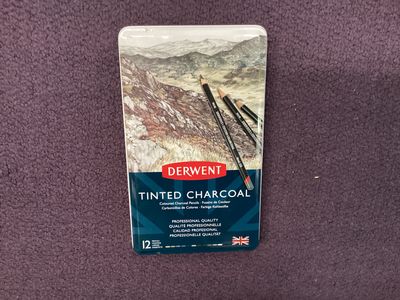 DERWENT
TINTED CHARCOAL
Coloured Charcoal Pencils · Fusains de Couleur
Carboncillos de Colores · Farbige Kohlestifte
PROFESSIONAL QUALITY
QUALITÉ PROFESSIONNELLE
CALIDAD PROFESIONAL
PROFESSIONELLE QUALITÄT
12